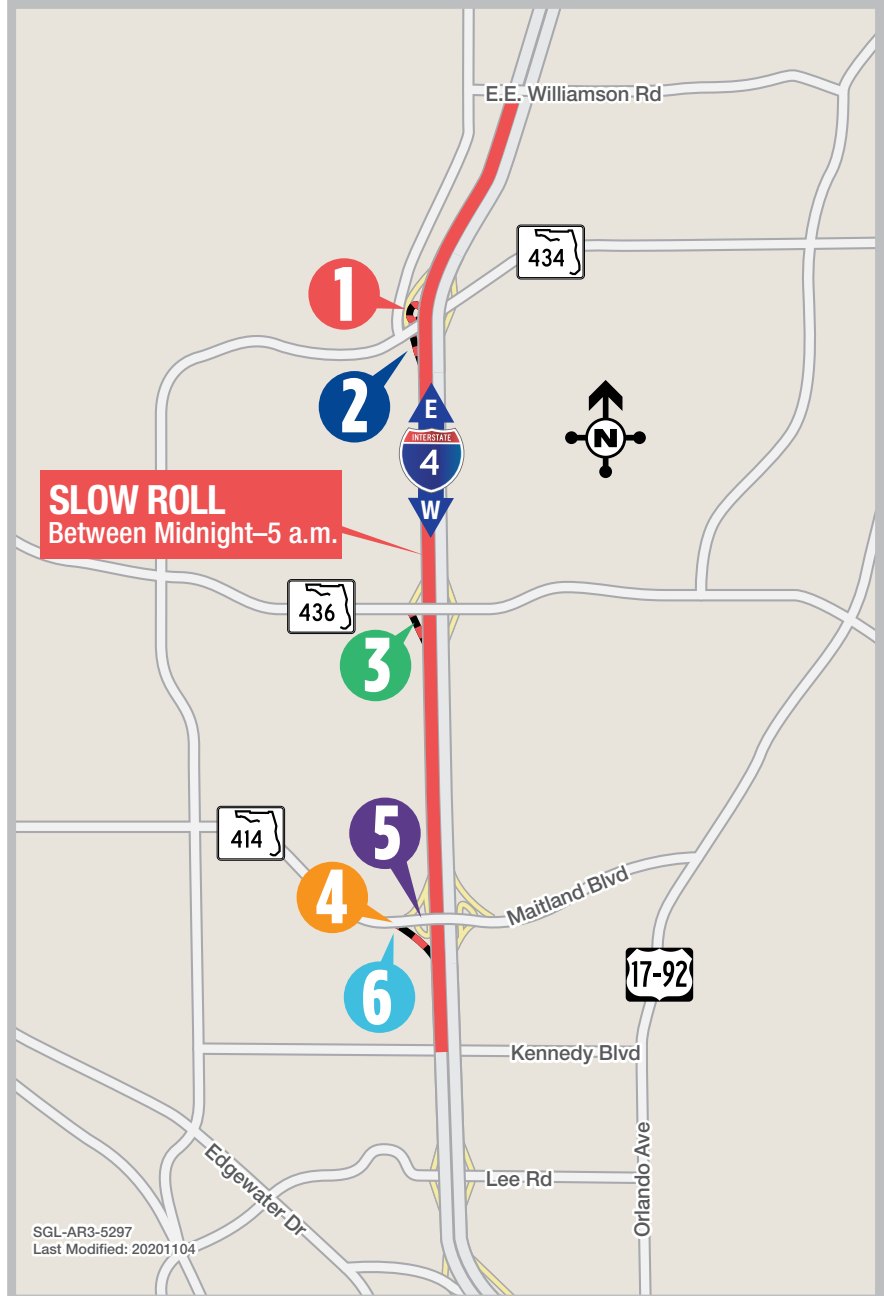 E.E. Williamson Rd
434
1
2
E
INTERSTATE
4
W
N
SLOW ROLL
Between Midnight–5 a.m.
436
3
414
5
4
Maitland Blvd
6
17-92
Kennedy Blvd
Edgewater Dr
Lee Rd
Orlando Ave
SGL-AR3-5297
Last Modified: 20201104